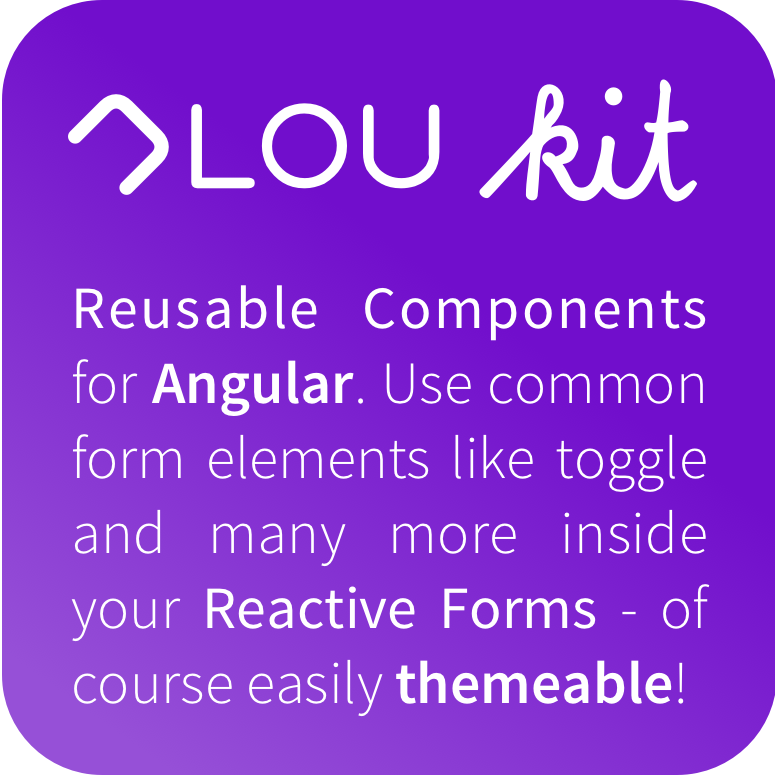 LOU kit
Reusable Components
for Angular. Use common
form elements like toggle
and many more inside
your Reactive Forms - of
course easily themeable!